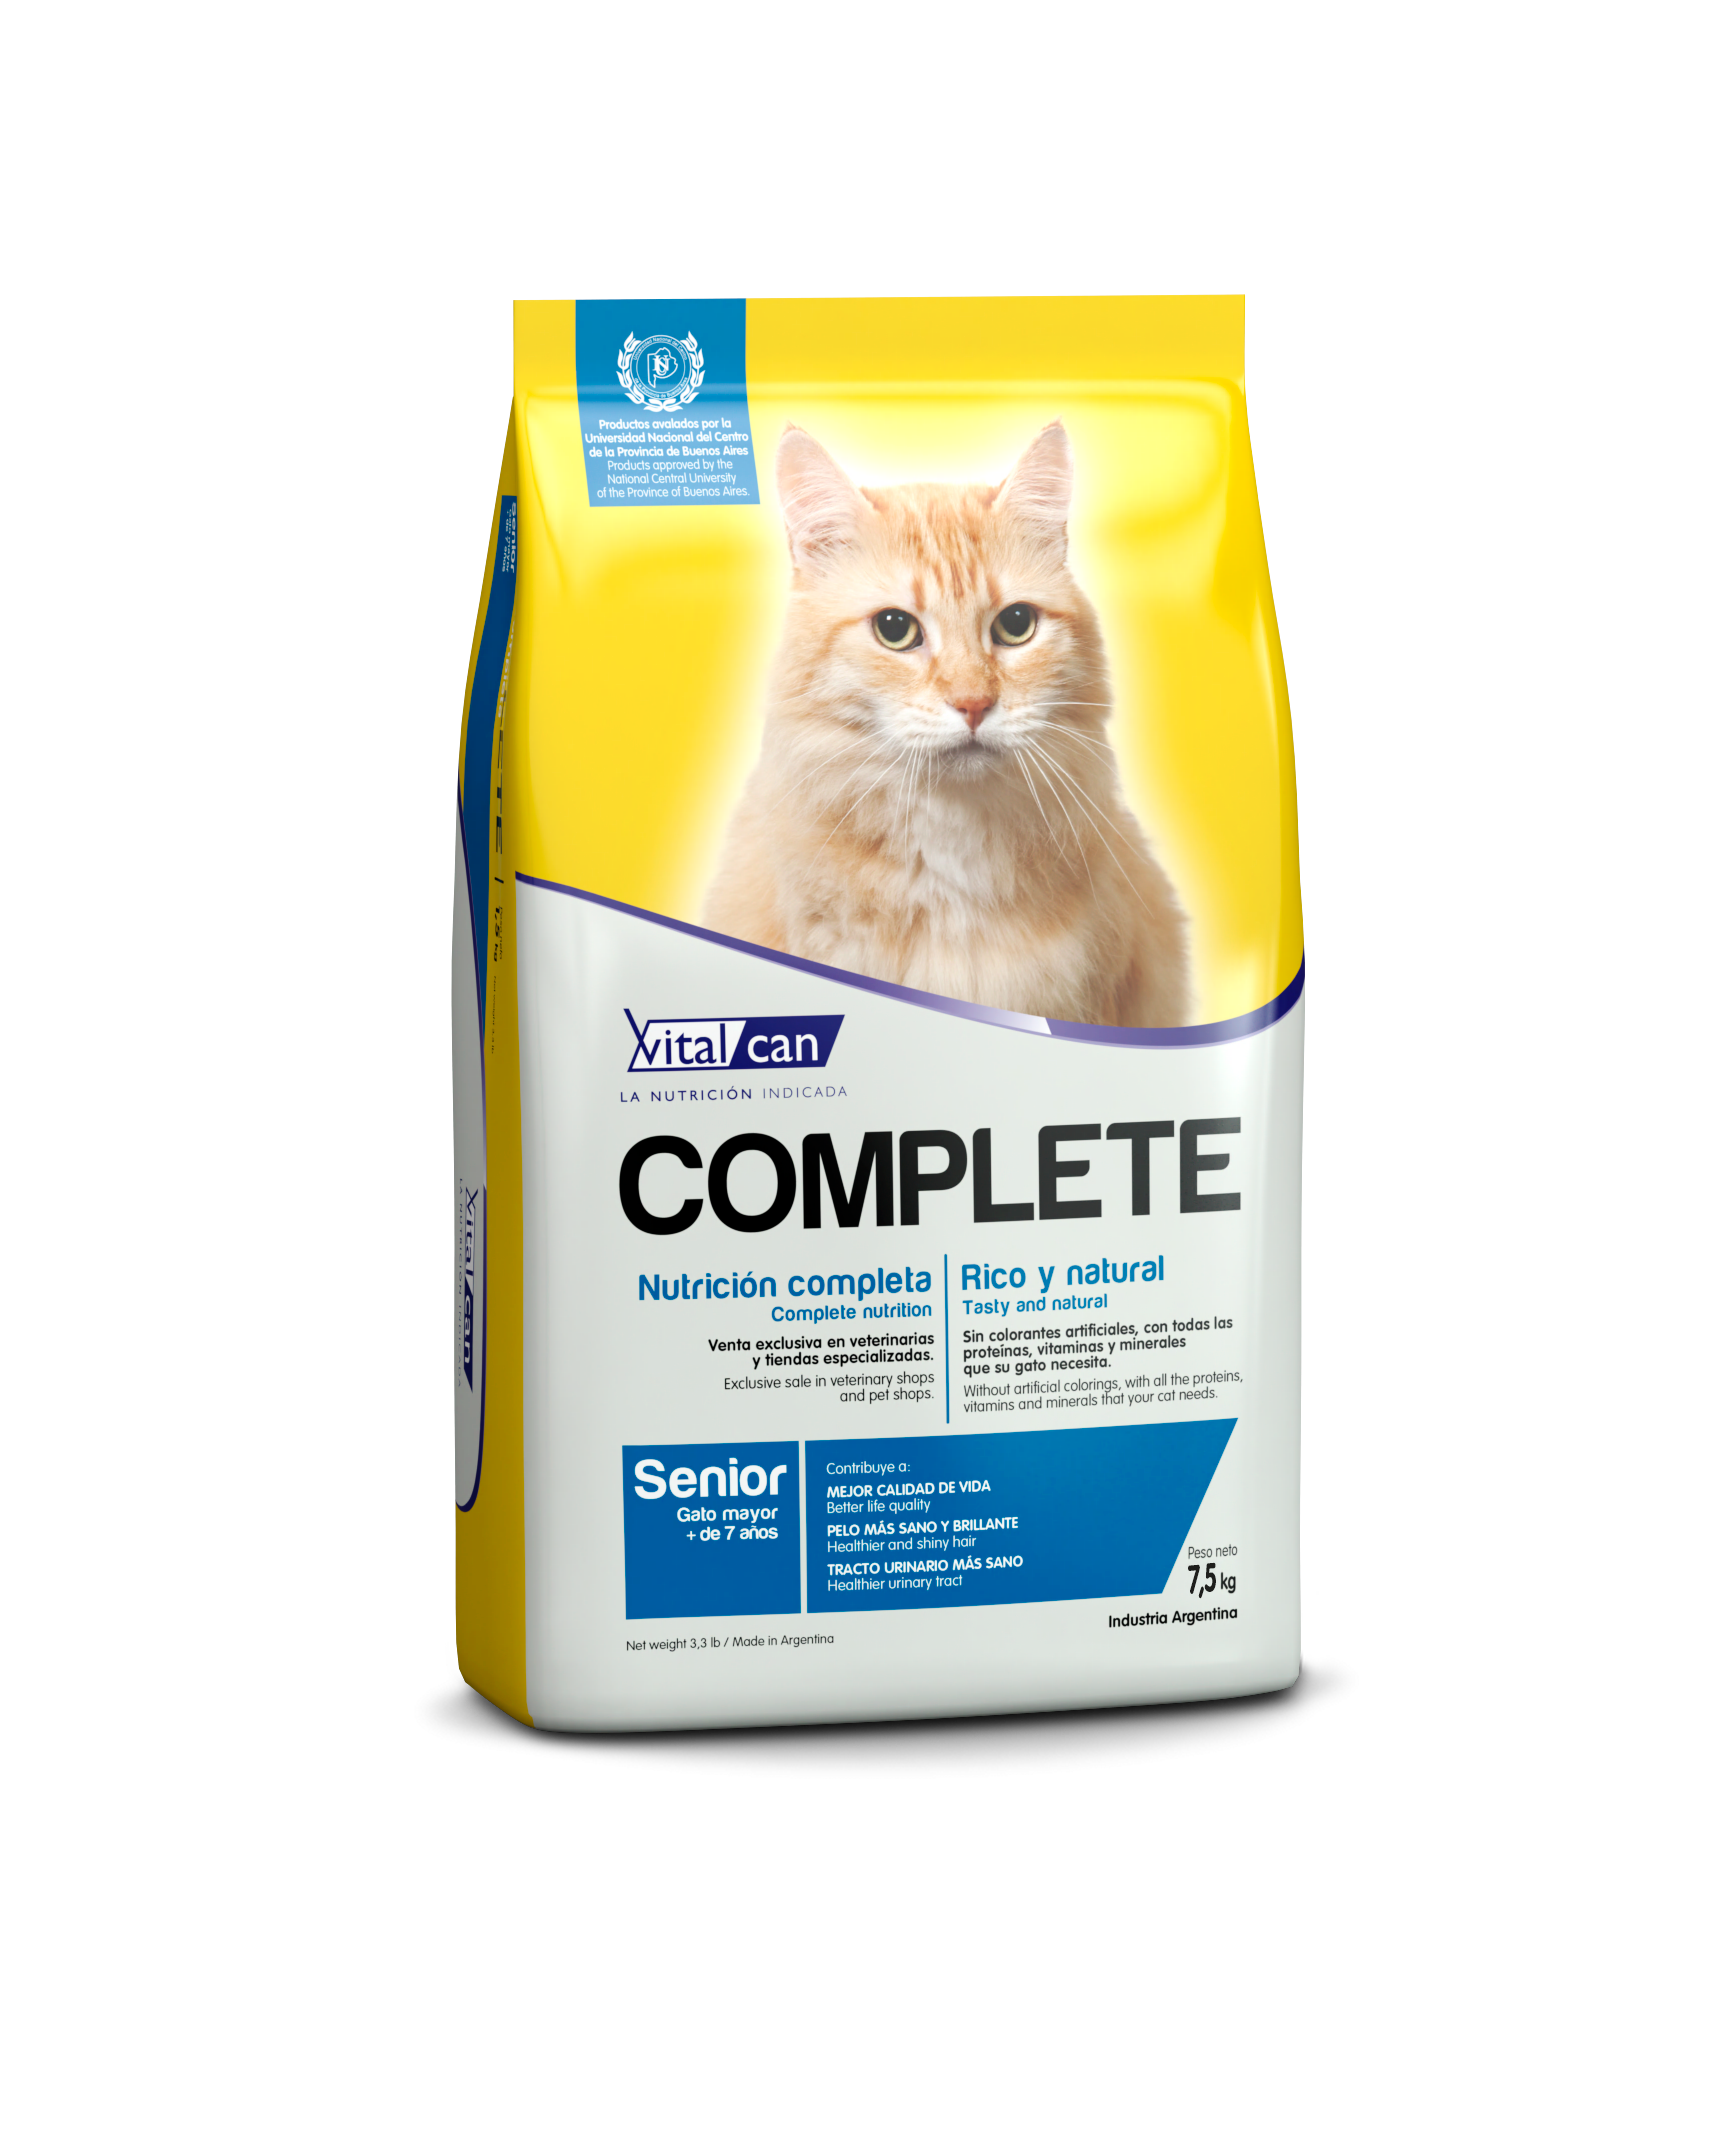 Productos avalados por la
Universidad Nacional del Centro
de la Provincia de Buenos Aires
Products approved by the
National Central University
of the Province of Buenos Aires.
Vital can
LA NUTRICIÓN INDICADA
COMPLETE
Nutrición completa
Complete nutrition
Venta exclusiva en veterinarias
y tiendas especializadas.
Exclusive sale in veterinary shops
and pet shops.
Rico y natural
Tasty and natural
Sin colorantes artificiales, con todas las
proteínas, vitaminas y minerales
que su gato necesita.
Without artificial colorings, with all the proteins,
vitamins and minerals that your cat needs.
Senior
Gato mayor
+ de 7 años
Contribuye a:
MEJOR CALIDAD DE VIDA
Better life quality
PELO MÁS SANO Y BRILLANTE
Healthier and shiny hair
TRACTO URINARIO MÁS SANO
Healthier urinary tract
Peso neto
7,5 kg
Industria Argentina
Net weight 3,3 lb / Made in Argentina
Senior
Vital can
LA NUTRICIÓN INDICADA